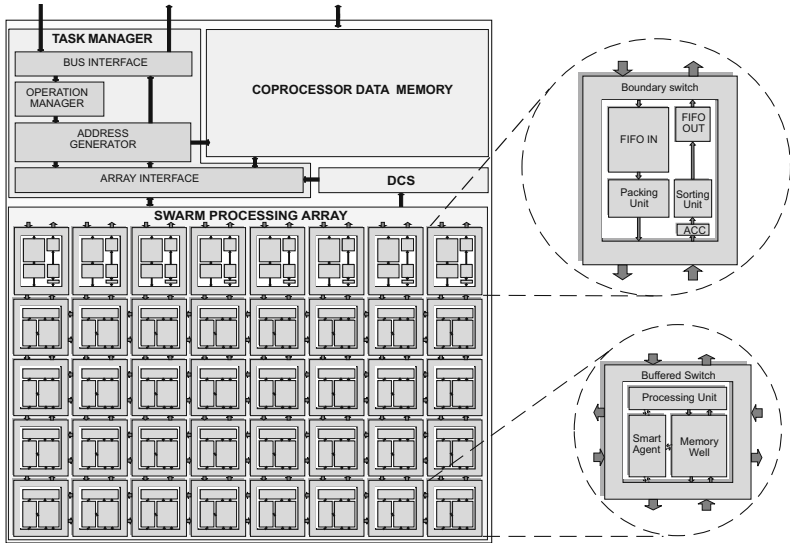 TASK MANAGER
BUS INTERFACE
OPERATION
MANAGER
ADDRESS
GENERATOR
ARRAY INTERFACE
COPROCESSOR DATA MEMORY
DCS
SWARM PROCESSING ARRAY
Boundary switch
FIFO IN
FIFO
OUT
Packing
Unit
Sorting
Unit
ACC
Buffered Switch
Processing Unit
Smart
Agent
Memory
Well